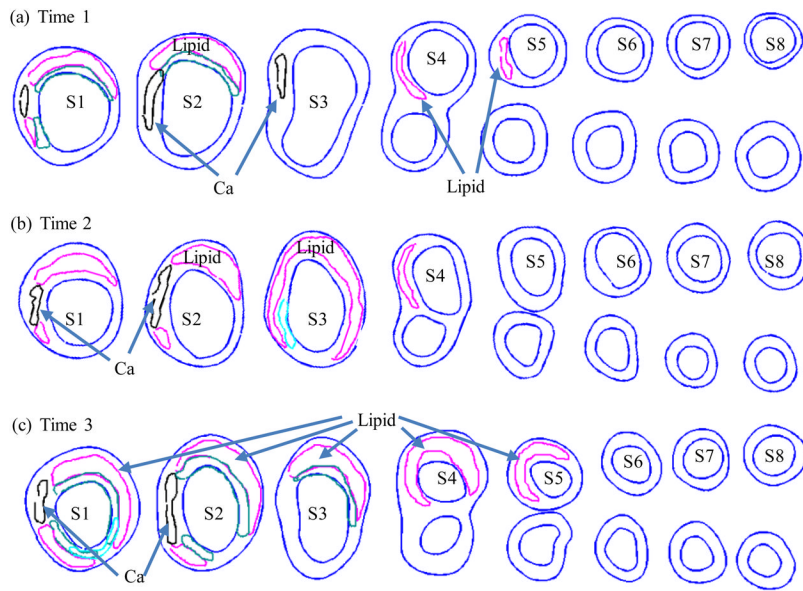 (a) Time 1
Lipid
S1 S2 S3 S4 S5 S6 S7 S8
Ca
Lipid
(b) Time 2
Lipid Lipid
S1 S2 S3 S4 S5 S6 S7 S8
Ca
(c) Time 3
Lipid
S1 S2 S3 S4 S5 S6 S7 S8
Ca